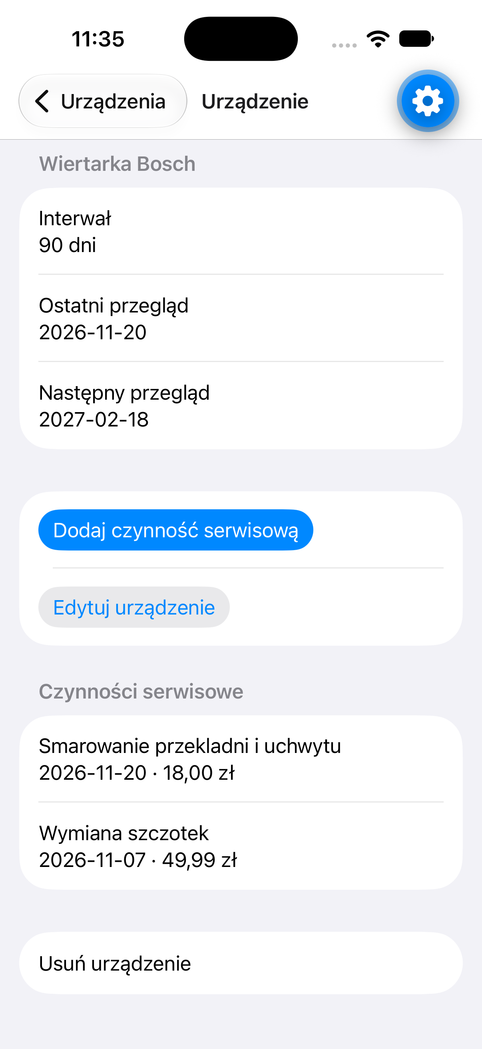 11:35
Urządzenia
Urządzenie
Wiertarka Bosch
Interwał
90 dni
Ostatni przegląd
2026-11-20
Następny przegląd
2027-02-18
Dodaj czynność serwisową
Edytuj urządzenie
Czynności serwisowe
Smarowanie przekladni i uchwytu
2026-11-20 · 18,00 zł
Wymiana szczotek
2026-11-07 · 49,99 zł
Usuń urządzenie